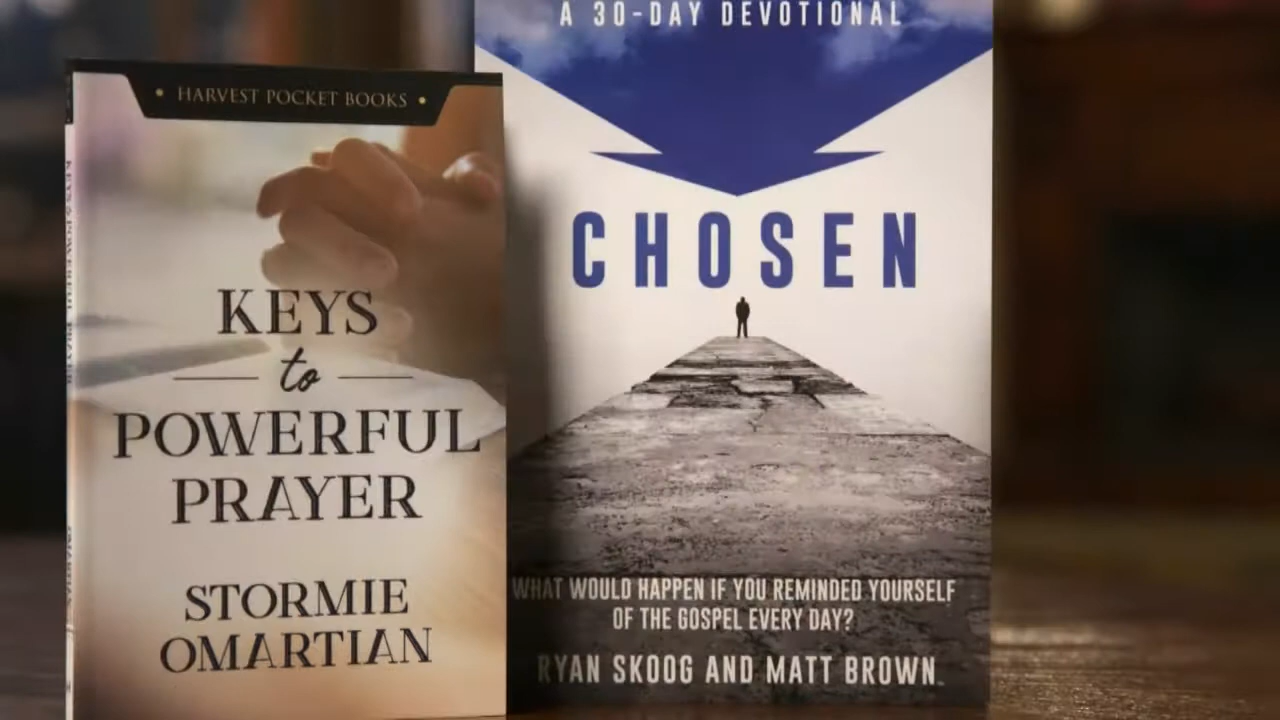 HARVEST POCKET BOOKS
KEYS
to
POWERFUL
PRAYER
STORMIE
OMARTIAN
A 30-DAY DEVOTIONAL
CHOSEN
WHAT WOULD HAPPEN IF YOU REMINDED YOURSELF
OF THE GOSPEL EVERY DAY?
RYAN SKOOG AND MATT BROWN